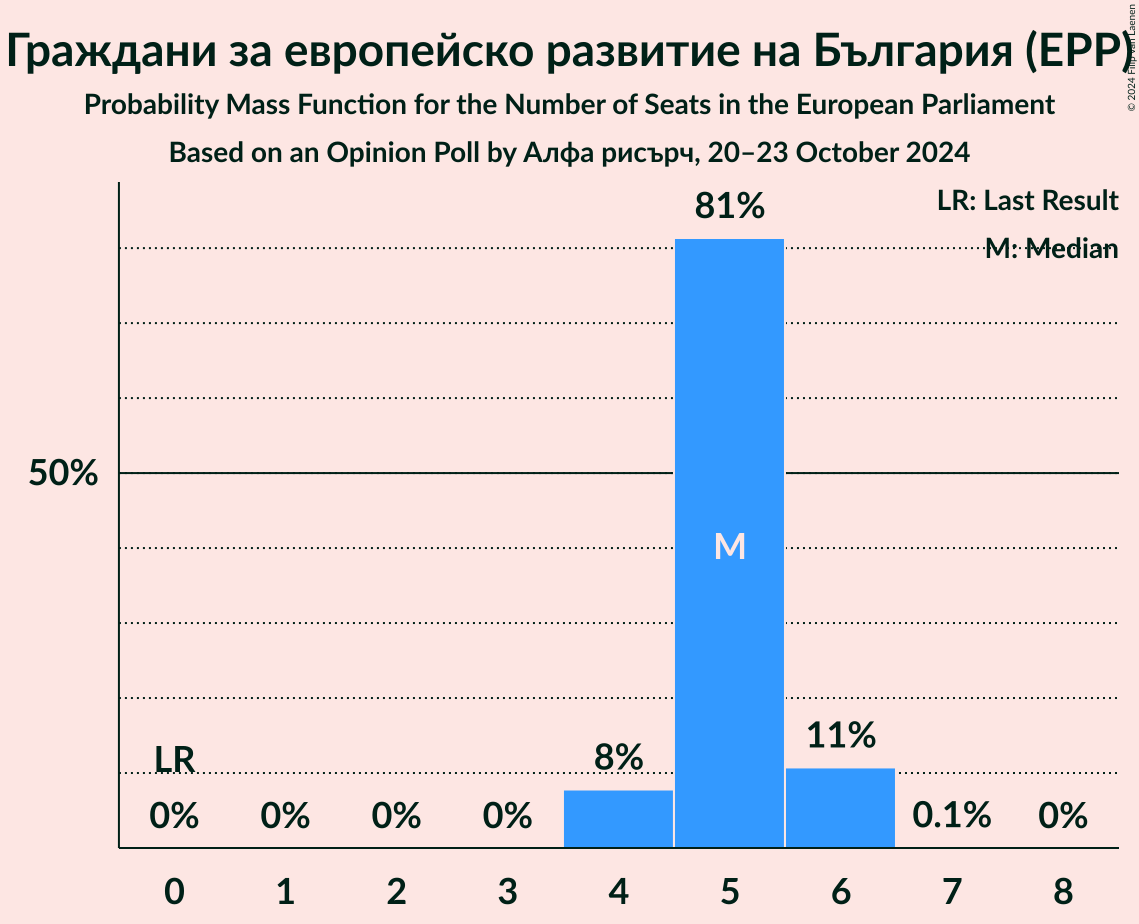 Граждани за европейско развитие на България (EPP)
Probability Mass Function for the Number of Seats in the European Parliament
Based on an Opinion Poll by Алфа рисърч, 20–23 October 2024
© 2024 Filip van Laenen
LR: Last Result
M: Median
81%
50%
M
LR
8%
11%
0%
0%
0%
0%
0.1%
0%
0
1
2
3
4
5
6
7
8